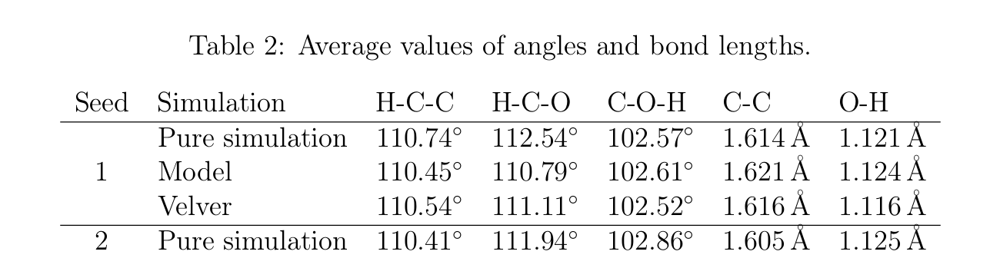 Table 2: Average values of angles and bond lengths.
Seed Simulation H-C-C H-C-O C-O-H C-C O-H
Pure simulation 110.74° 112.54° 102.57° 1.614 Å 1.121 Å
1 Model 110.45° 110.79° 102.61° 1.621 Å 1.124 Å
Velver 110.54° 111.11° 102.52° 1.616 Å 1.116 Å
2 Pure simulation 110.41° 111.94° 102.86° 1.605 Å 1.125 Å